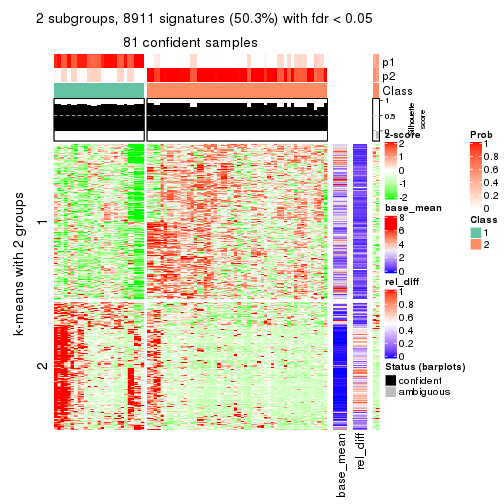 2 subgroups, 8911 signatures (50.3%) with fdr < 0.05
81 confident samples
p1
p2
Class
1
0.5
0
Silhouette
score
k-means with 2 groups
1
2
z-score
2
1
0
-1
-2
base_mean
8
6
4
2
0
rel_diff
1
0.8
0.6
0.4
0.2
0
Status (barplots)
confident
ambiguous
Prob
1
0.8
0.6
0.4
0.2
0
Class
1
2
base_mean
rel_diff